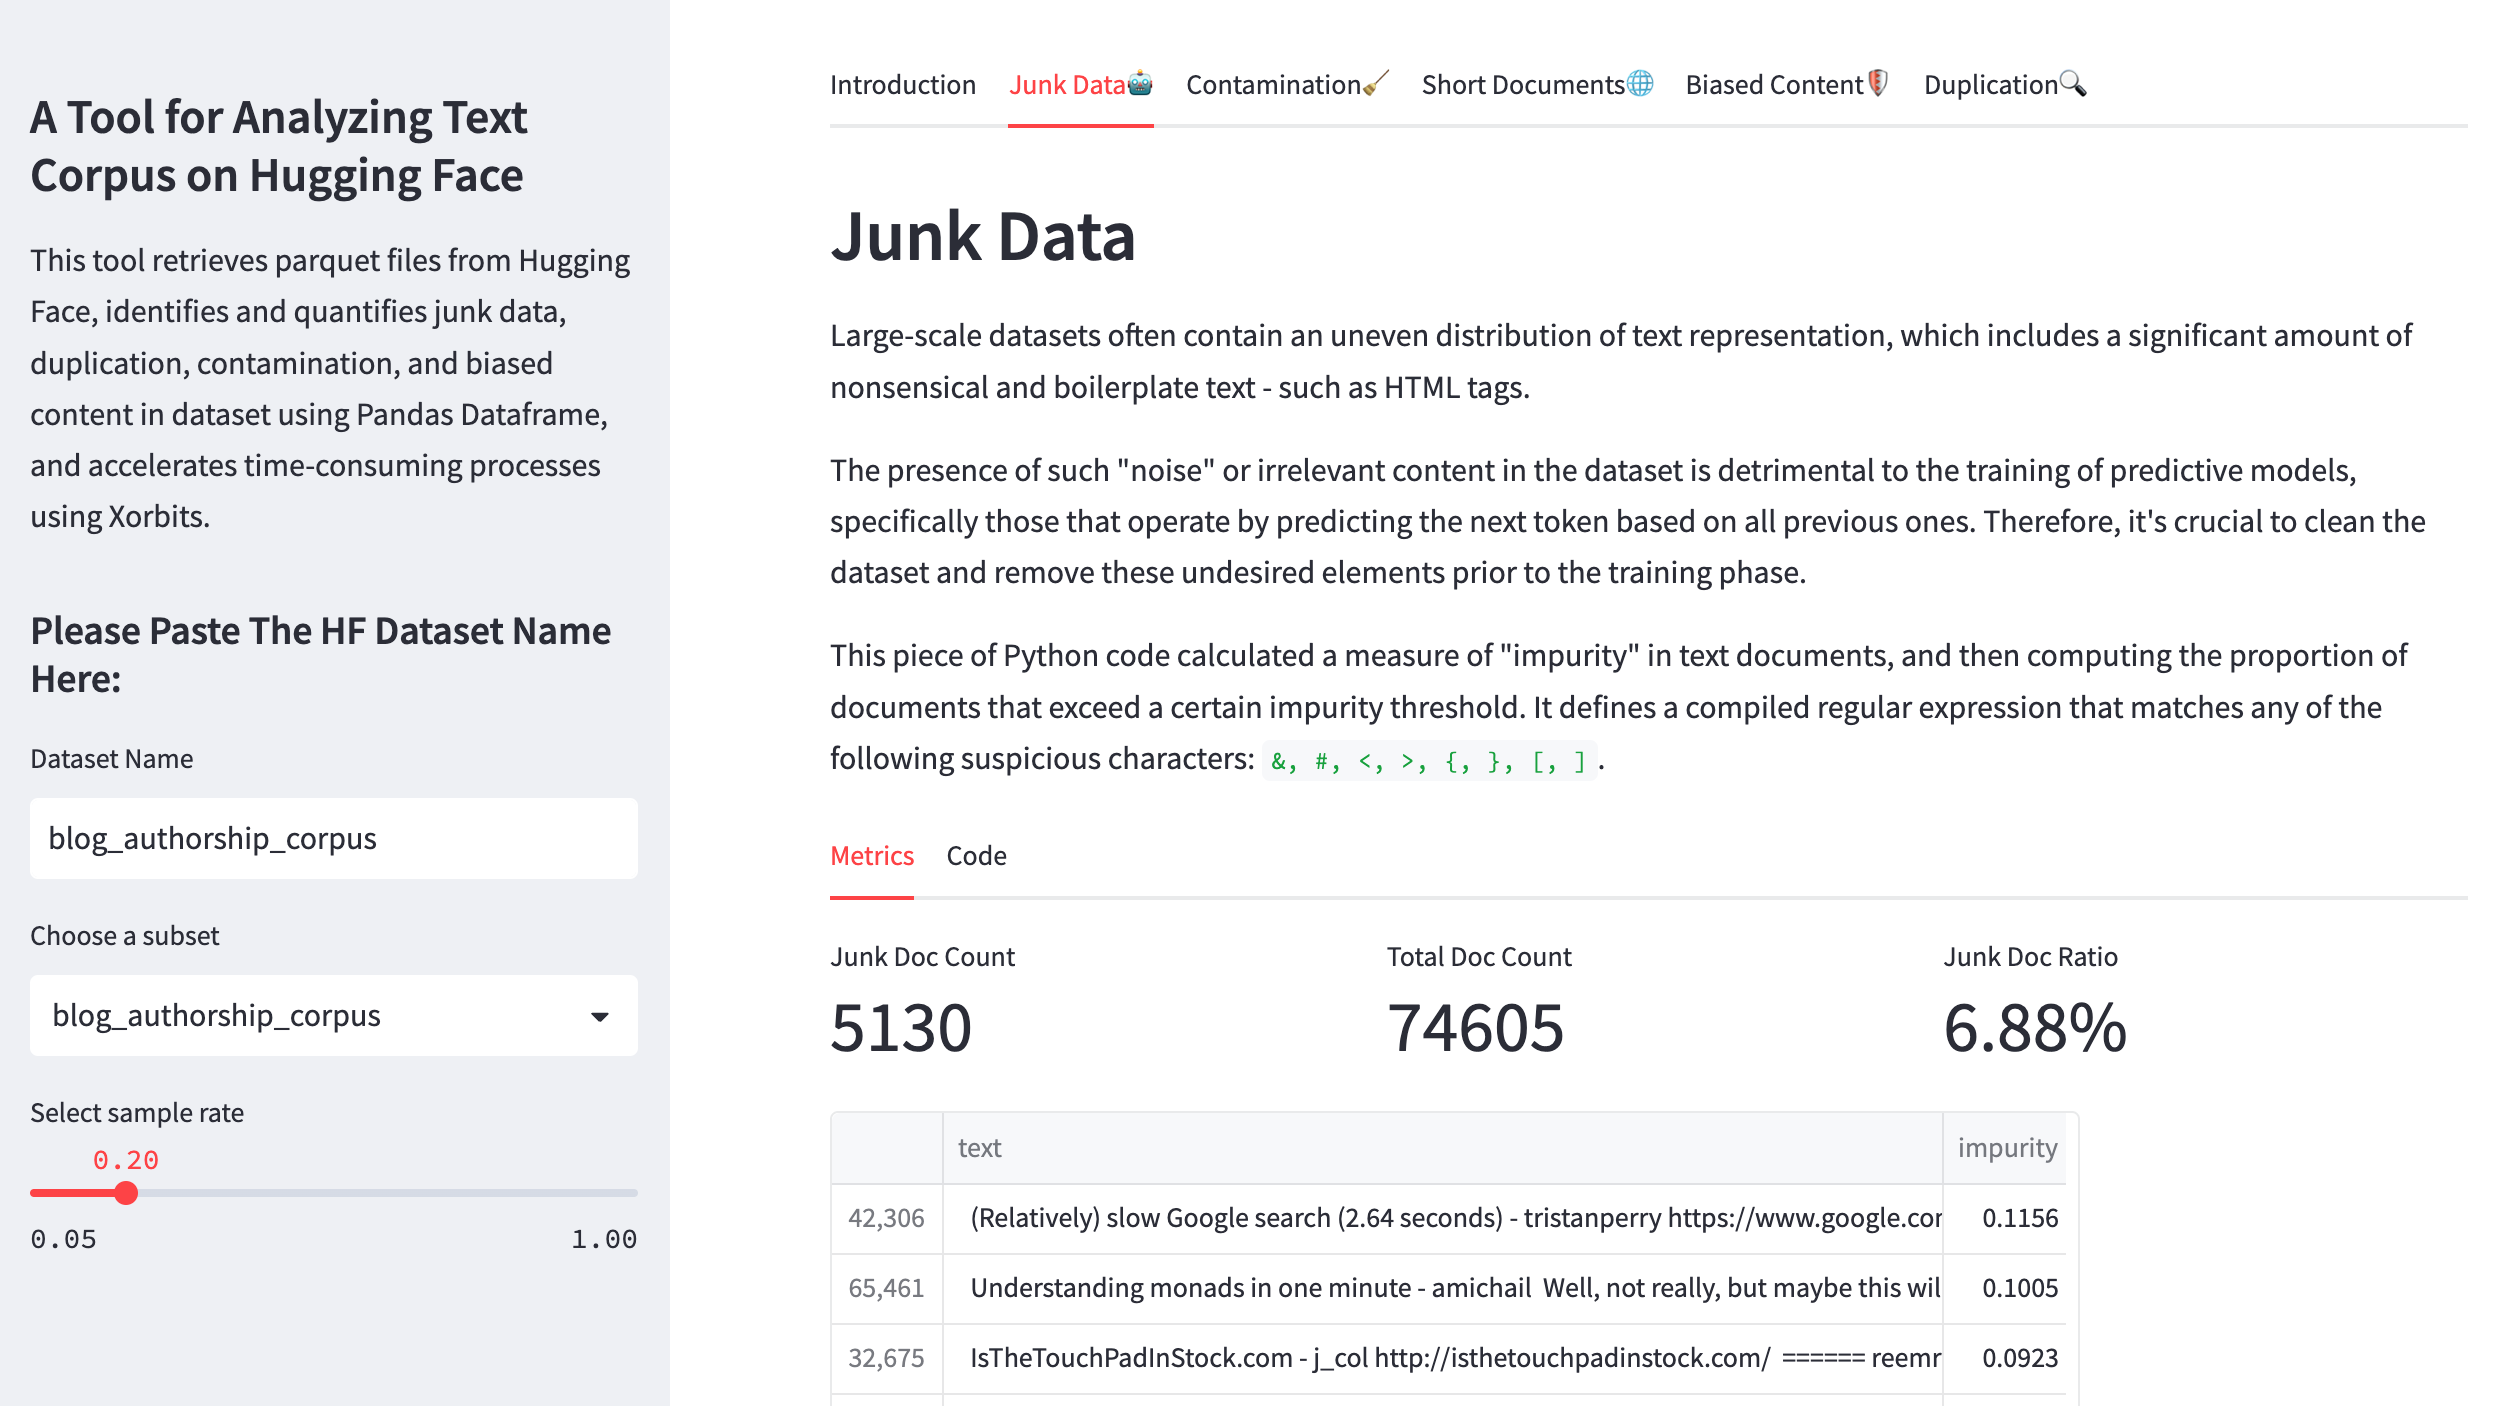 A Tool for Analyzing Text
Corpus on Hugging Face
This tool retrieves parquet files from Hugging
Face, identifies and quantifies junk data,
duplication, contamination, and biased
content in dataset using Pandas Dataframe,
and accelerates time-consuming processes
using Xorbits.
Please Paste The HF Dataset Name
Here:
Dataset Name
blog_authorship_corpus
Choose a subset
blog_authorship_corpus
Select sample rate
0.20
0.05 1.00
Introduction Junk Data🤖 Contamination🧹 Short Documents🌐 Biased Content🛡️ Duplication🔍
Junk Data
Large-scale datasets often contain an uneven distribution of text representation, which includes a significant amount of
nonsensical and boilerplate text - such as HTML tags.
The presence of such "noise" or irrelevant content in the dataset is detrimental to the training of predictive models,
specifically those that operate by predicting the next token based on all previous ones. Therefore, it's crucial to clean the
dataset and remove these undesired elements prior to the training phase.
This piece of Python code calculated a measure of "impurity" in text documents, and then computing the proportion of
documents that exceed a certain impurity threshold. It defines a compiled regular expression that matches any of the
following suspicious characters: &, #, <, >, {, }, [, ] .
Metrics Code
Junk Doc Count Total Doc Count Junk Doc Ratio
5130 74605 6.88%
text impurity
42,306 (Relatively) slow Google search (2.64 seconds) - tristanperry https://www.google.cor 0.1156
65,461 Understanding monads in one minute - amichail Well, not really, but maybe this wil 0.1005
32,675 IsTheTouchPadInStock.com - j_col http://isthetouchpadinstock.com/ ====== reemr 0.0923